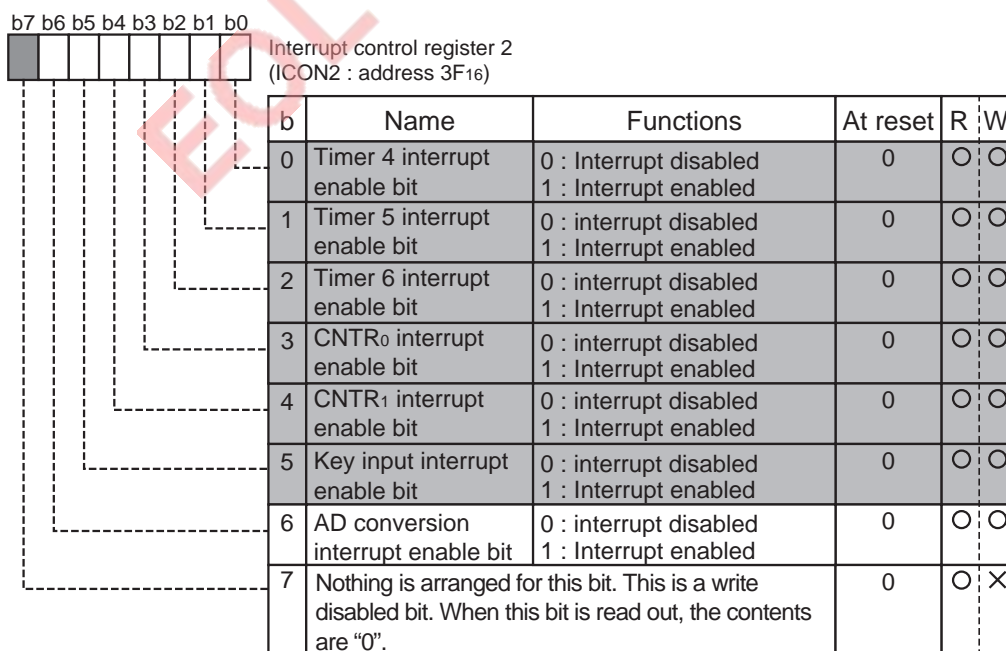 b7 b6 b5 b4 b3 b2 b1 b0
Interrupt control register 2
(ICON2 : address 3F16)
b Name Functions At reset R W
0 Timer 4 interrupt enable bit 0 : Interrupt disabled 0 O O
1 : Interrupt enabled
1 Timer 5 interrupt enable bit 0 : interrupt disabled 0 O O
1 : Interrupt enabled
2 Timer 6 interrupt enable bit 0 : interrupt disabled 0 O O
1 : Interrupt enabled
3 CNTR0 interrupt enable bit 0 : interrupt disabled 0 O O
1 : Interrupt enabled
4 CNTR1 interrupt enable bit 0 : interrupt disabled 0 O O
1 : Interrupt enabled
5 Key input interrupt enable bit 0 : interrupt disabled 0 O O
1 : Interrupt enabled
6 AD conversion interrupt enable bit 0 : interrupt disabled 0 O O
1 : Interrupt enabled
7 Nothing is arranged for this bit. This is a write 0 O ×
disabled bit. When this bit is read out, the contents
are “0”.
EOL